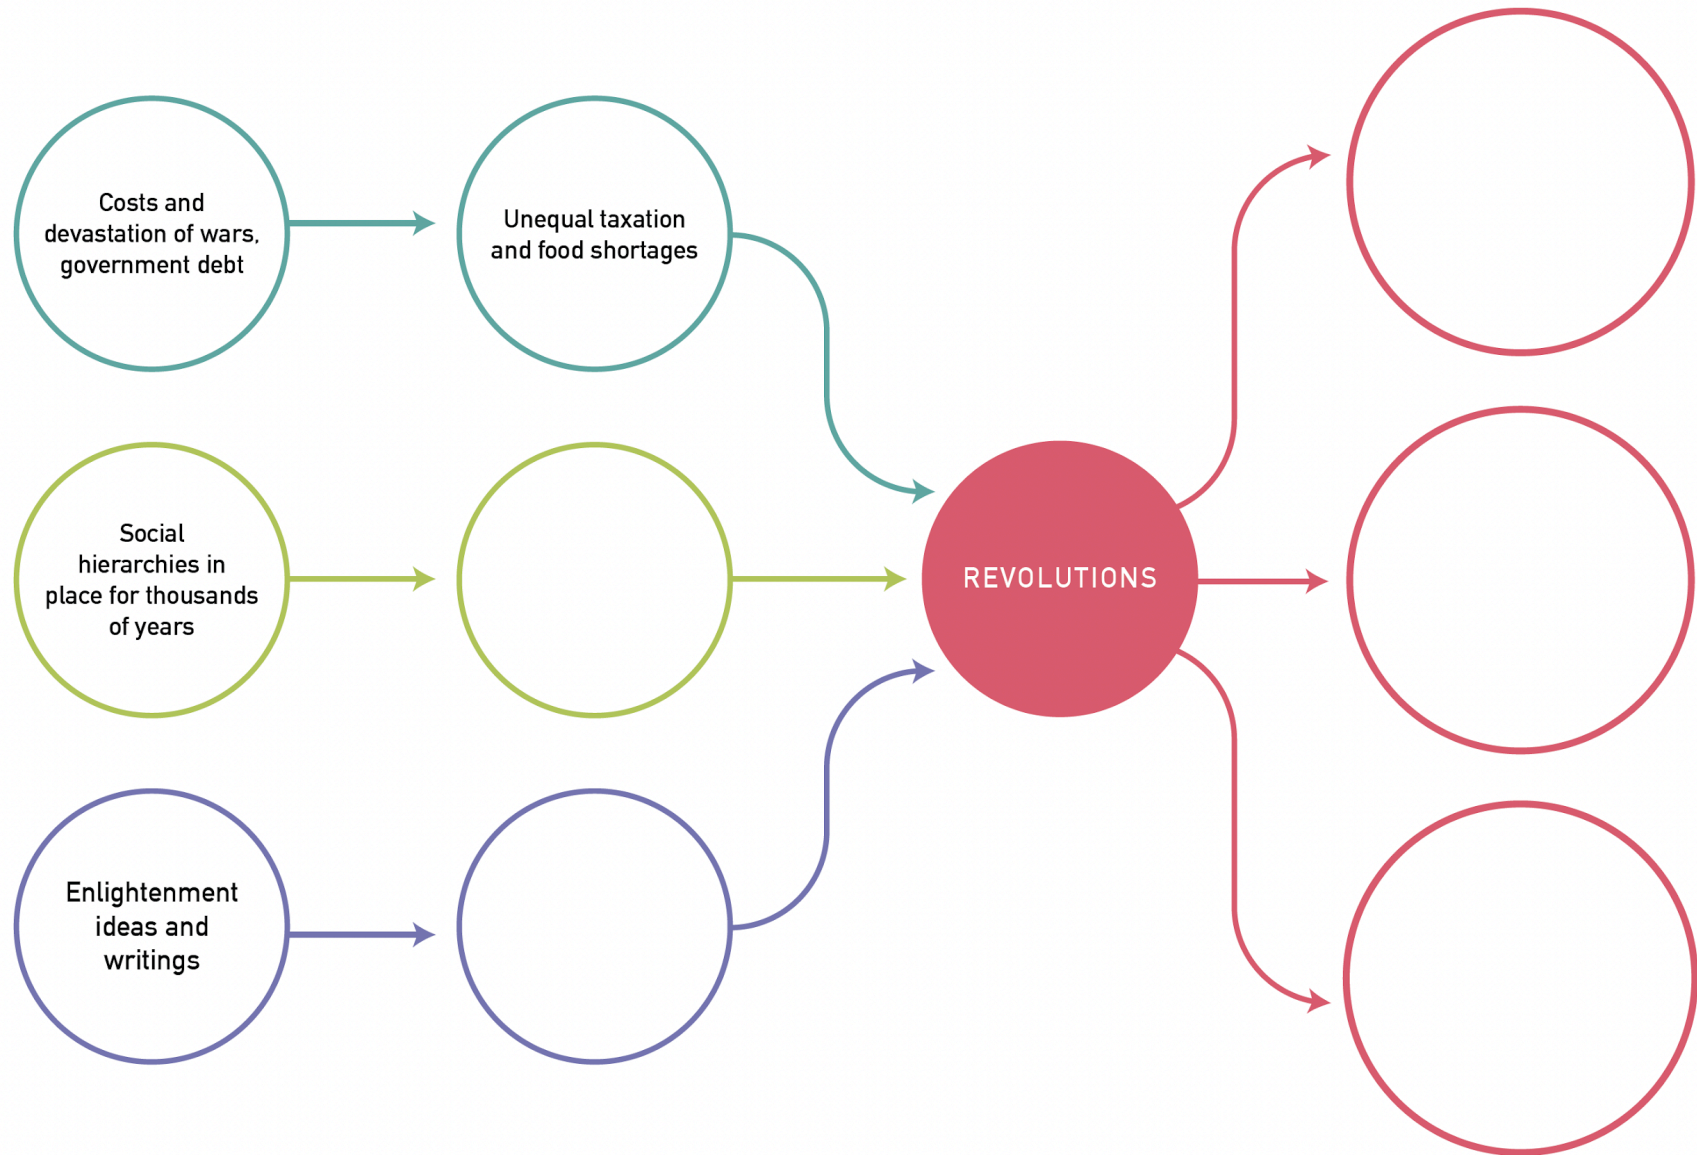 Costs and
devastation of wars,
government debt
Unequal taxation
and food shortages
Social
hierarchies in
place for thousands
of years
REVOLUTIONS
Enlightenment
ideas and
writings